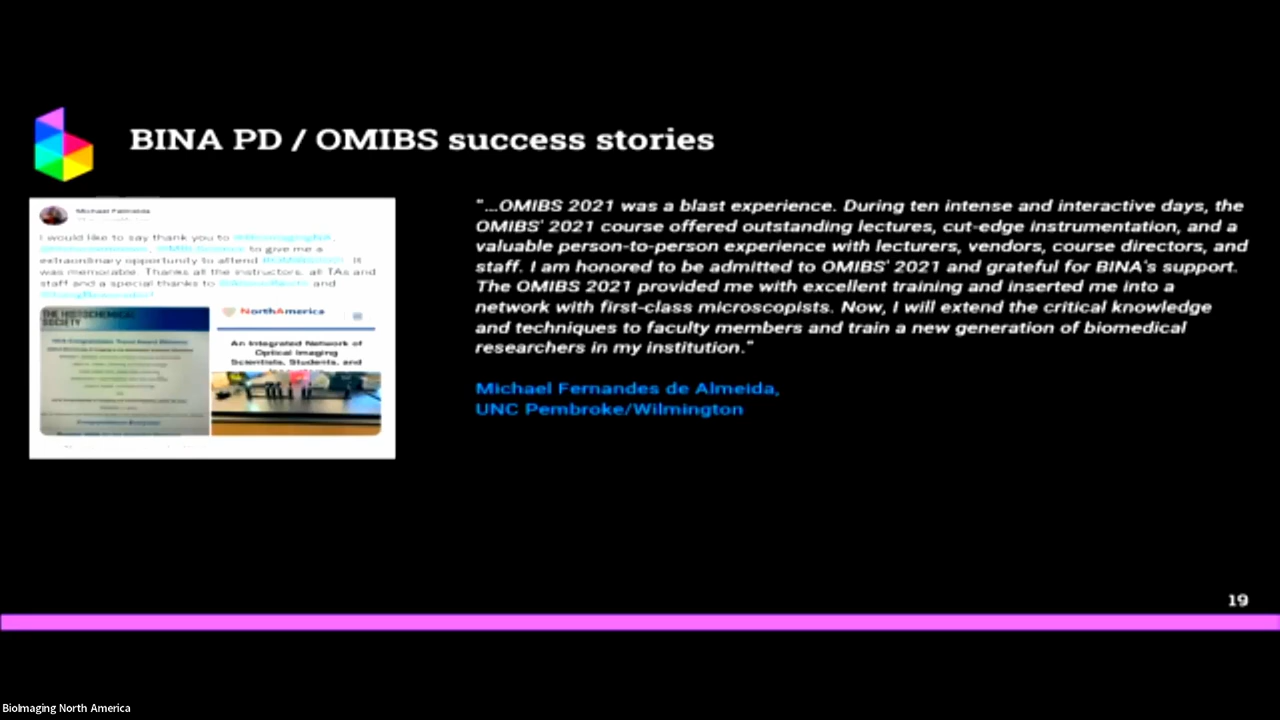 BINA PD / OMIBS success stories
I would like to say thank you to
to give me a
extraordinary opportunity to attend It
was memorable. Thanks all the instructors, all TAs and
staff and a special thanks to and
THE HISTOCHEMICAL
SOCIETY
NorthAmerica
An Integrated Network of
Optical Imaging
Scientists, Students, and
"...OMIBS 2021 was a blast experience. During ten intense and interactive days, the
OMIBS' 2021 course offered outstanding lectures, cut-edge instrumentation, and a
valuable person-to-person experience with lecturers, vendors, course directors, and
staff. I am honored to be admitted to OMIBS' 2021 and grateful for BINA's support.
The OMIBS 2021 provided me with excellent training and inserted me into a
network with first-class microscopists. Now, I will extend the critical knowledge
and techniques to faculty members and train a new generation of biomedical
researchers in my institution."
Michael Fernandes de Almeida,
UNC Pembroke/Wilmington
19
BioImaging North America